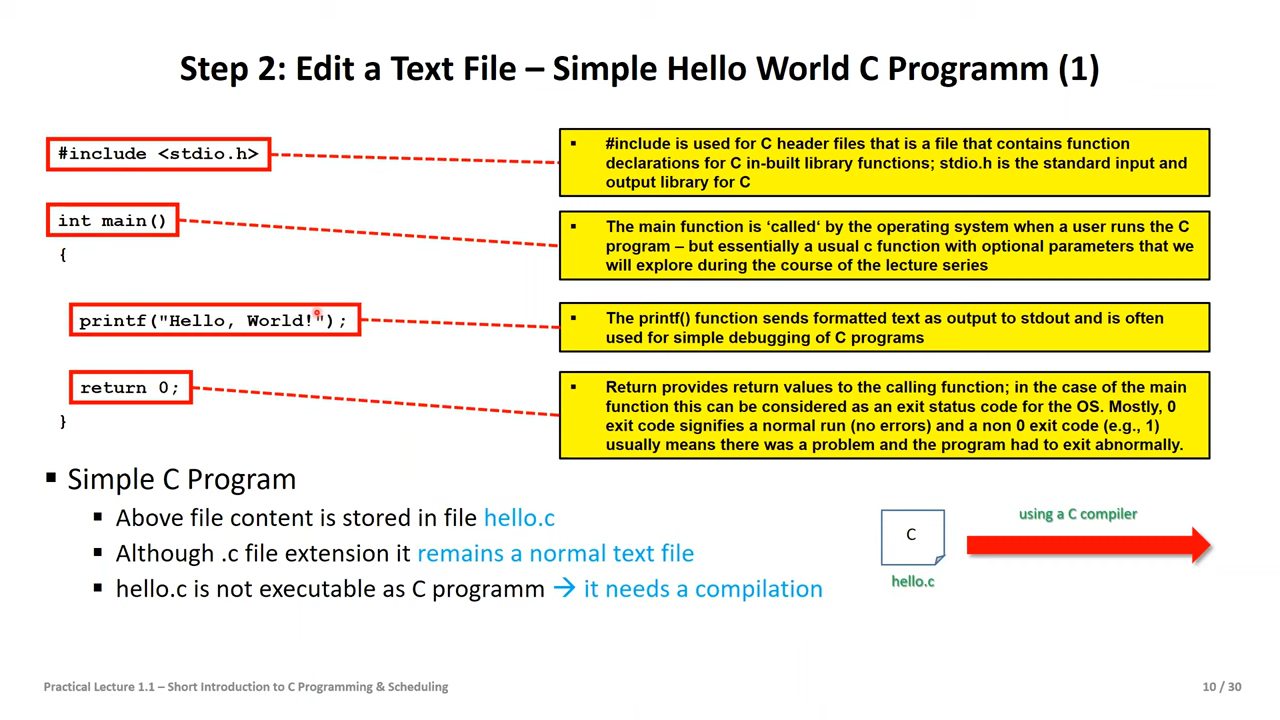 Step 2: Edit a Text File – Simple Hello World C Programm (1)
#include <stdio.h>
▪ #include is used for C header files that is a file that contains function
declarations for C in-built library functions; stdio.h is the standard input and
output library for C
int main()
▪ The main function is ‘called‘ by the operating system when a user runs the C
program – but essentially a usual c function with optional parameters that we
will explore during the course of the lecture series
{
printf("Hello, World!");
▪ The printf() function sends formatted text as output to stdout and is often
used for simple debugging of C programs
return 0;
▪ Return provides return values to the calling function; in the case of the main
function this can be considered as an exit status code for the OS. Mostly, 0
exit code signifies a normal run (no errors) and a non 0 exit code (e.g., 1)
usually means there was a problem and the program had to exit abnormally.
}
▪ Simple C Program
▪ Above file content is stored in file hello.c
▪ Although .c file extension it remains a normal text file
▪ hello.c is not executable as C programm → it needs a compilation
C
hello.c
using a C compiler
Practical Lecture 1.1 – Short Introduction to C Programming & Scheduling
10 / 30